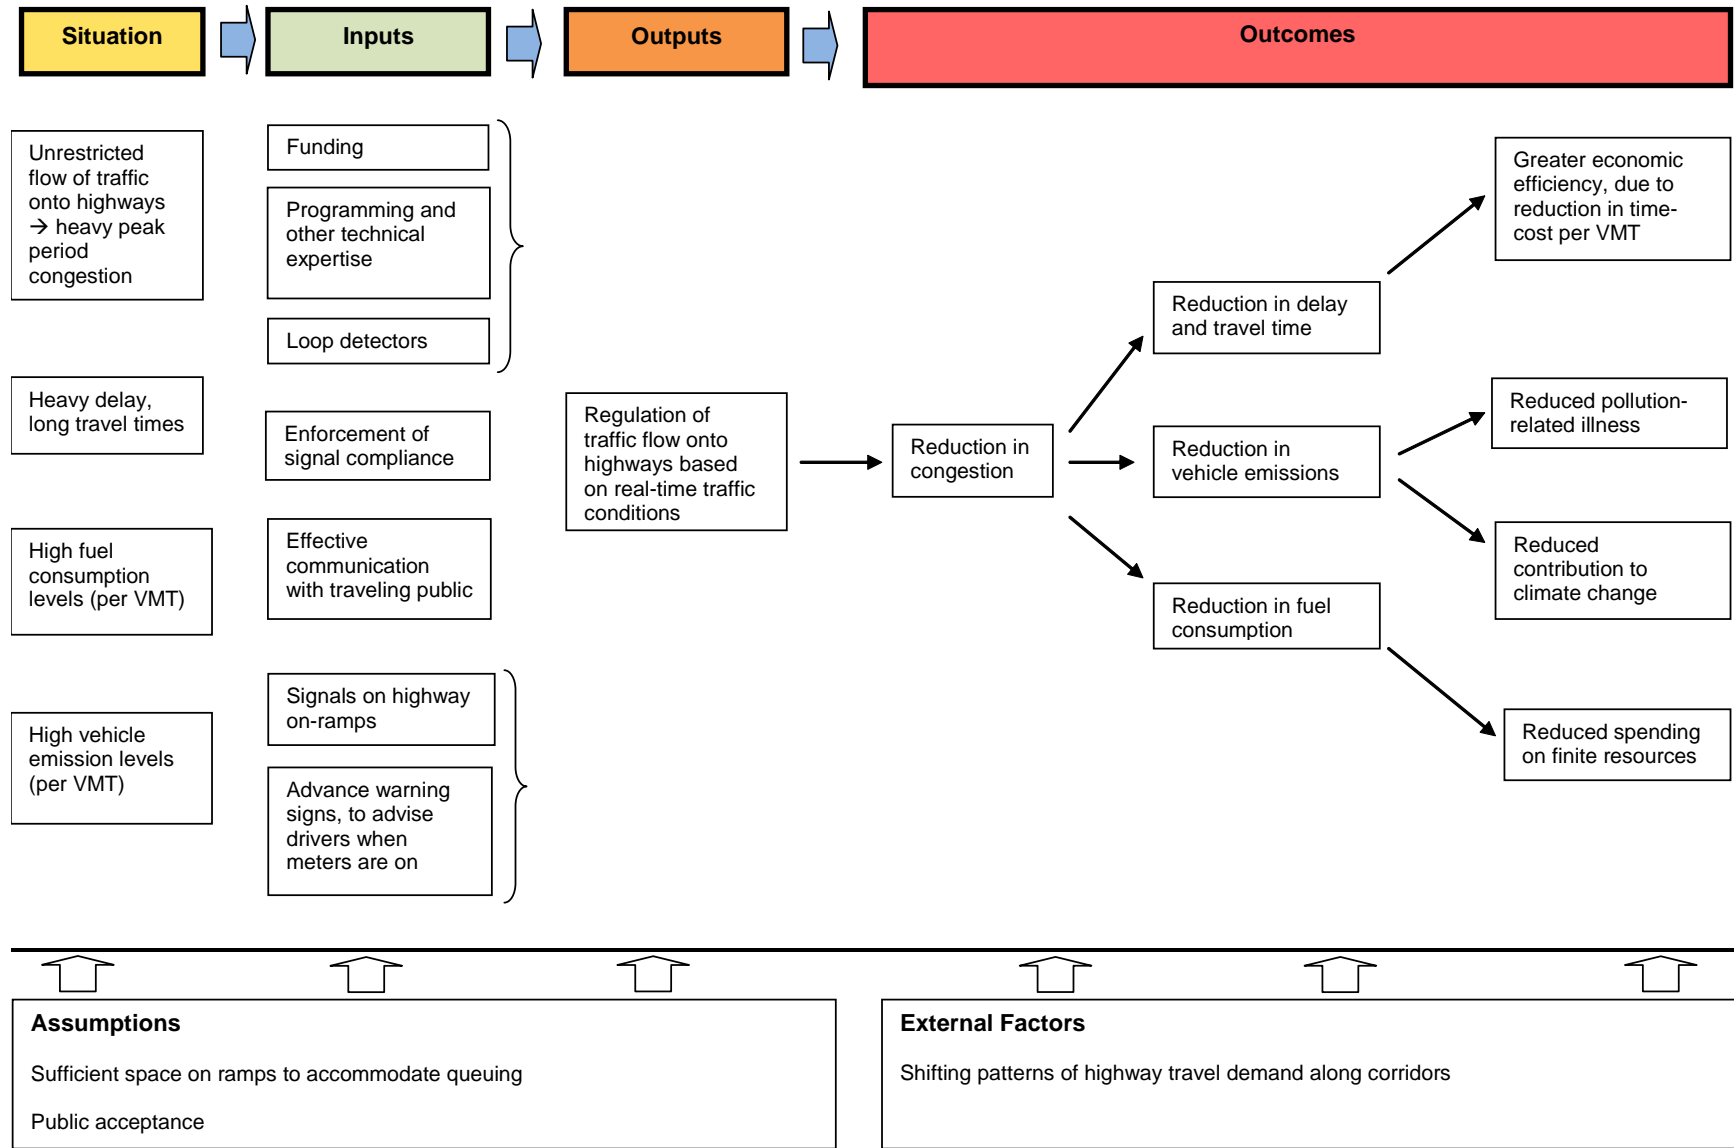 Situation
Inputs
Outputs
Outcomes
Unrestricted
flow of traffic
onto highways
→ heavy peak
period
congestion
Heavy delay,
long travel times
High fuel
consumption
levels (per VMT)
High vehicle
emission levels
(per VMT)
Funding
Programming and
other technical
expertise
Loop detectors
Enforcement of
signal compliance
Effective
communication
with traveling public
Signals on highway
on-ramps
Advance warning
signs, to advise
drivers when
meters are on
Regulation of
traffic flow onto
highways based
on real-time traffic
conditions
Reduction in
congestion
Reduction in delay
and travel time
Reduction in
vehicle emissions
Reduction in fuel
consumption
Greater economic
efficiency, due to
reduction in time-
cost per VMT
Reduced pollution-
related illness
Reduced
contribution to
climate change
Reduced spending
on finite resources
Assumptions
Sufficient space on ramps to accommodate queuing
Public acceptance
External Factors
Shifting patterns of highway travel demand along corridors